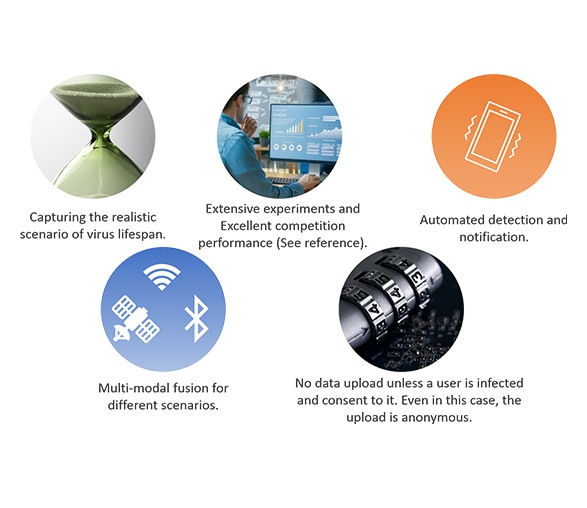 Capturing the realistic
scenario of virus lifespan.
Extensive experiments and
Excellent competition
performance (See reference).
Automated detection and
notification.
Multi-modal fusion for
different scenarios.
No data upload unless a user is infected
and consent to it. Even in this case, the
upload is anonymous.